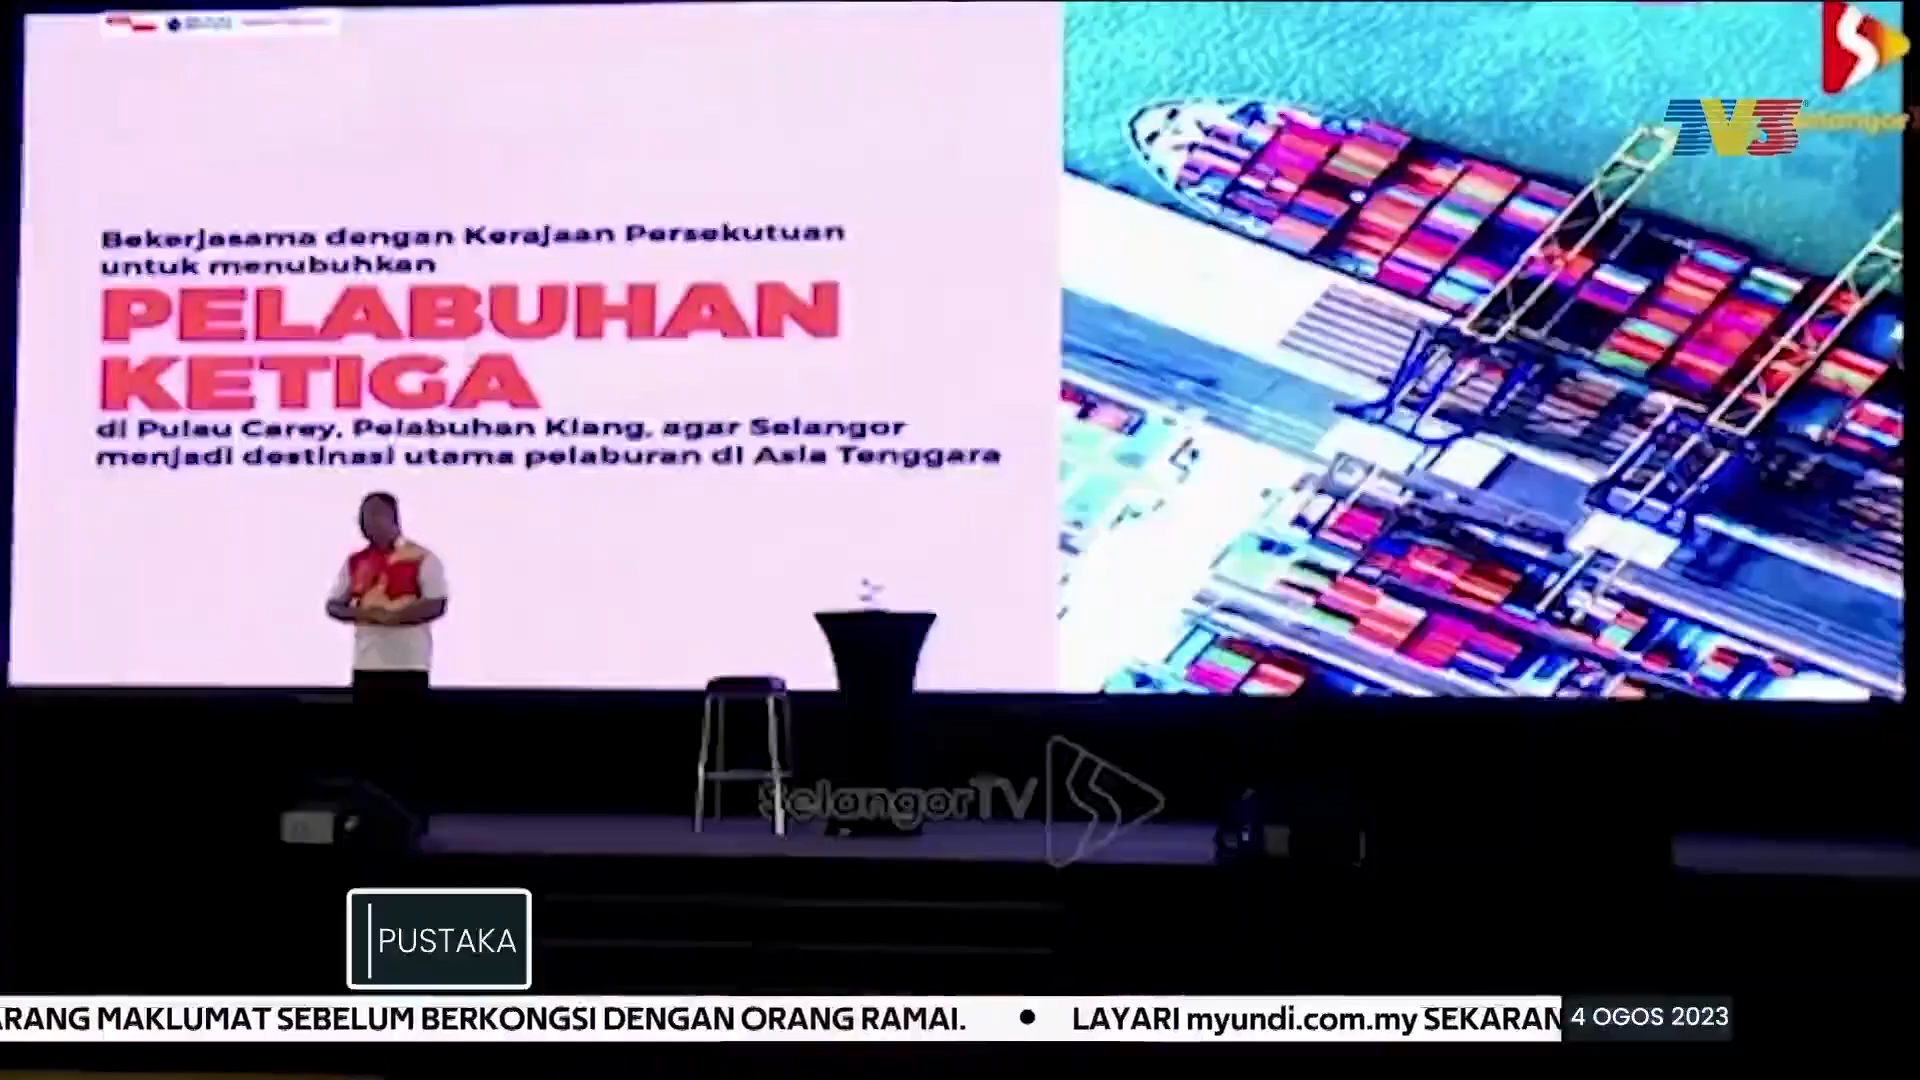 TV3
Bekerjasama dengan Kerajaan Persekutuan
untuk menubuhkan
PELABUHAN
KETIGA
di Pulau Carey, Pelabuhan Klang, agar Selangor
menjadi destinasi utama pelaburan di Asia Tenggara
SelangorTV
PUSTAKA
ARANG MAKLUMAT SEBELUM BERKONGSI DENGAN ORANG RAMAI. • LAYARI myundi.com.my SEKARAN
4 OGOS 2023